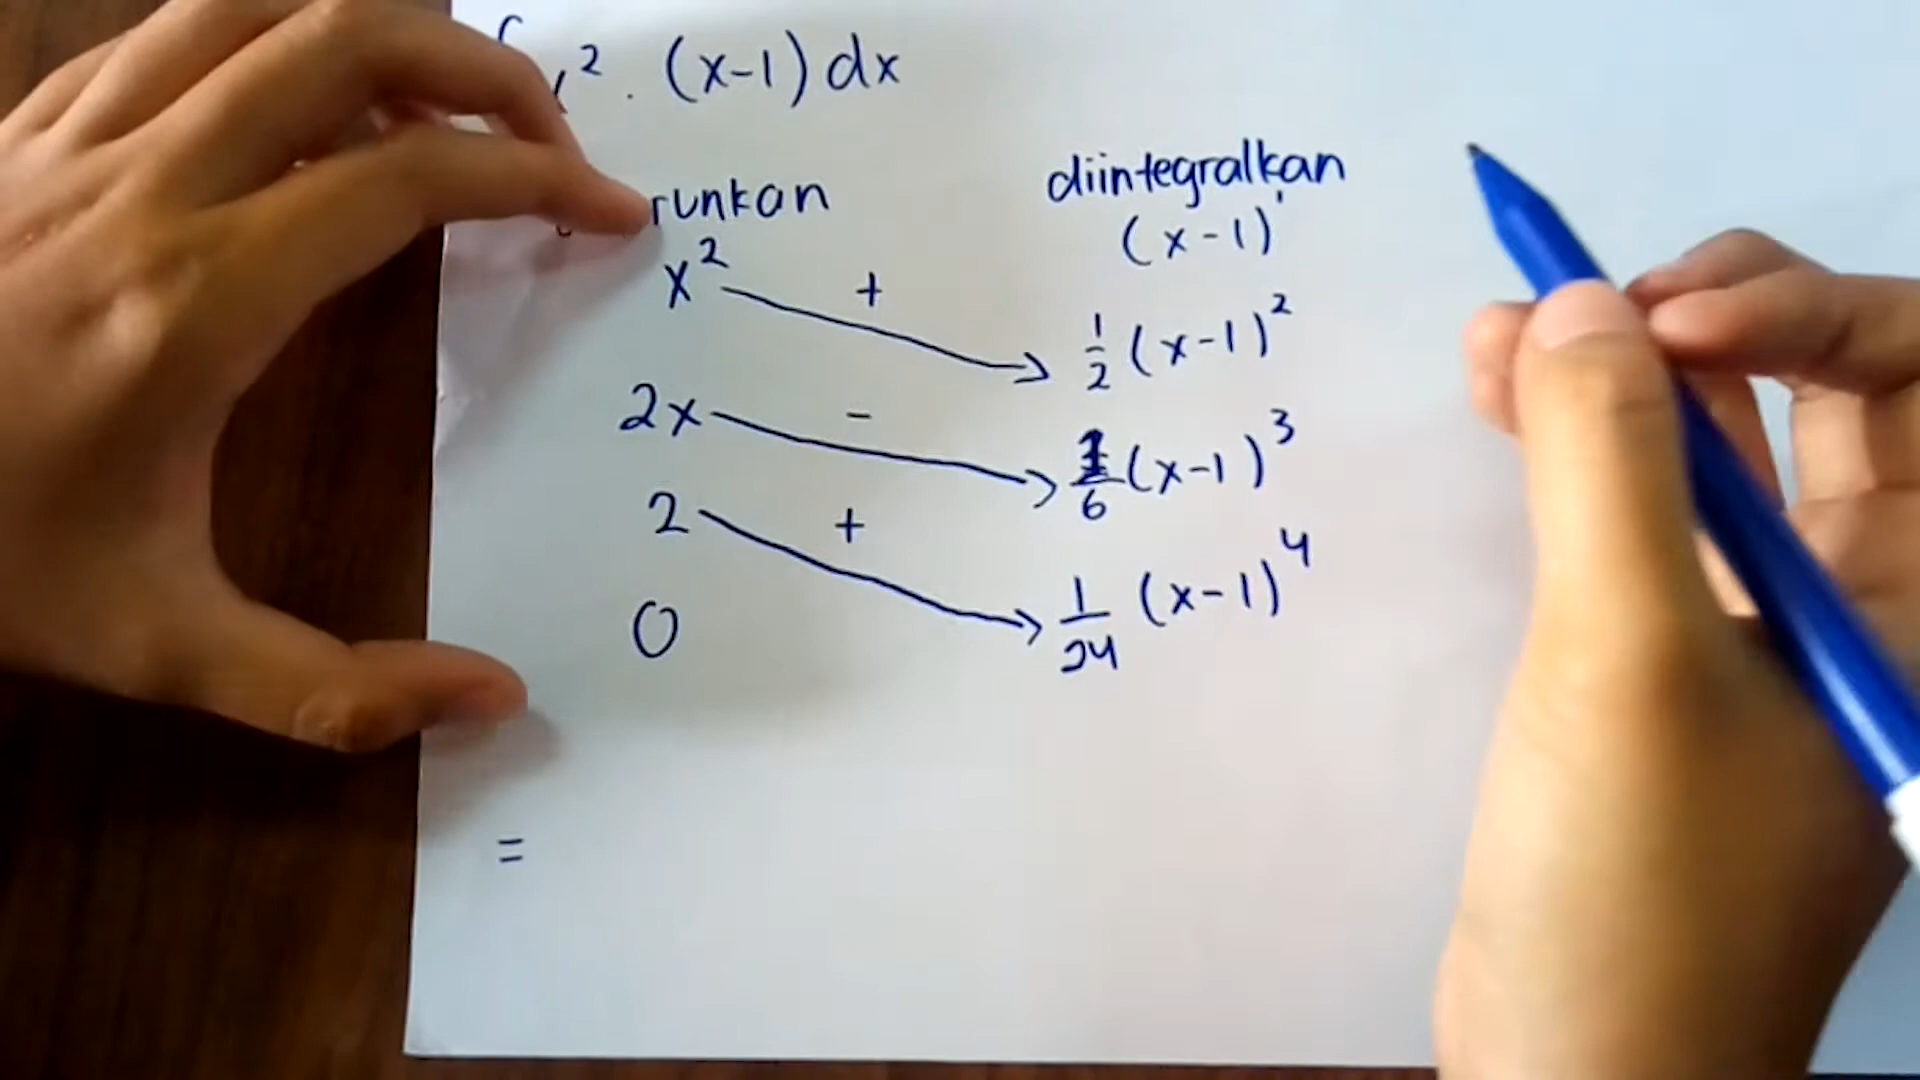 ∫ x² . (x-1) dx
runkan diintegralkan
(x-1)¹
x² +
1/2 (x-1)²
2x -
1/6 (x-1)³
2 +
1/24 (x-1)⁴
0
=